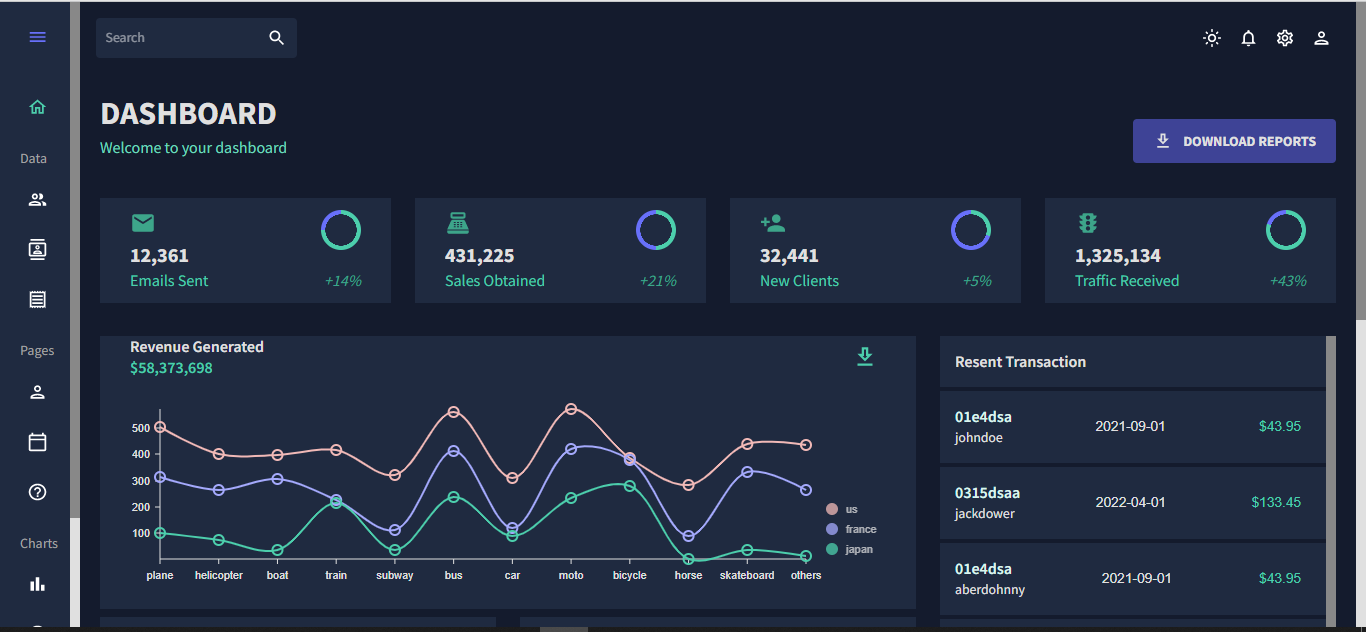 Search
DASHBOARD
Welcome to your dashboard
DOWNLOAD REPORTS
Data
Pages
Charts
12,361
Emails Sent
+14%
431,225
Sales Obtained
+21%
32,441
New Clients
+5%
1,325,134
Traffic Received
+43%
Revenue Generated
$58,373,698
500
400
300
200
100
plane helicopter boat train subway bus car moto bicycle horse skateboard others
us
france
japan
Resent Transaction
01e4dsa
johndoe
2021-09-01
$43.95
0315dsaa
jackdower
2022-04-01
$133.45
01e4dsa
aberdohnny
2021-09-01
$43.95